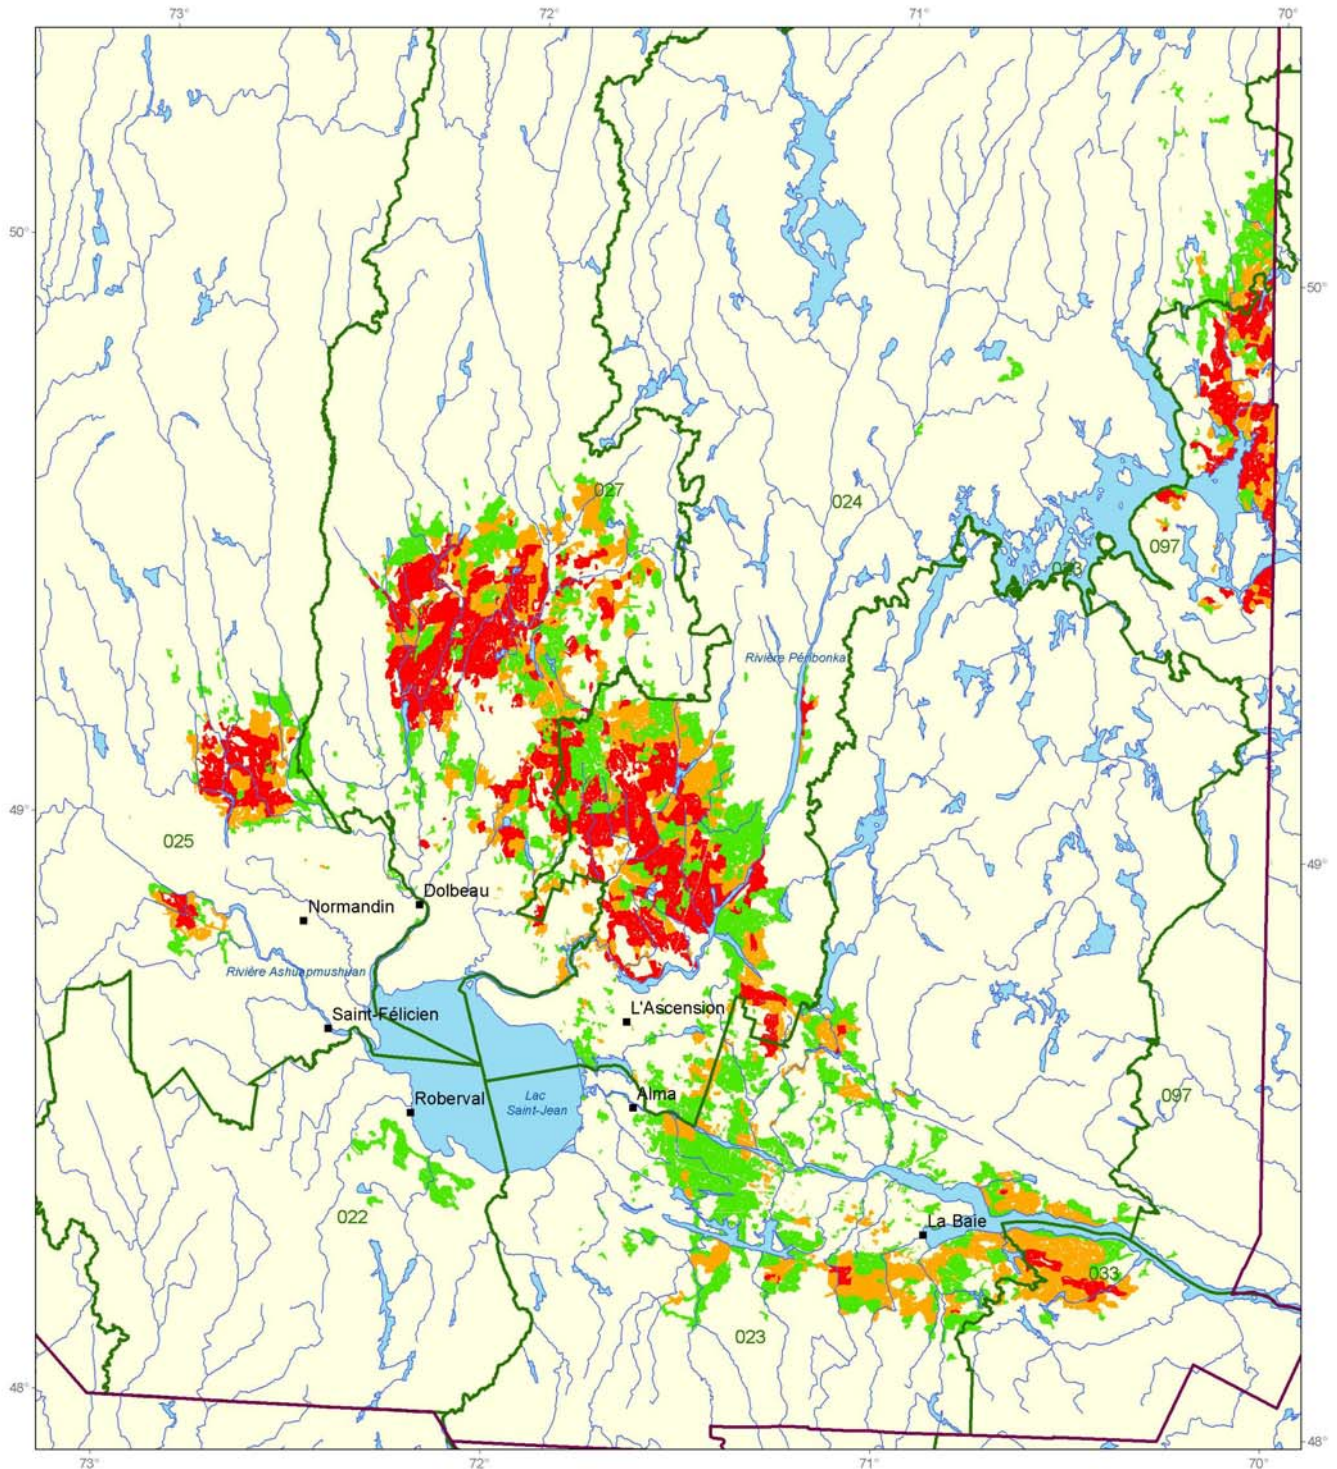 73°
72°
71°
70°
50°
50°
027
024
097
023
Rivière Péribonka
49°
025
49°
Dolbeau
Normandin
Rivière Ashuapmushuan
Saint-Félicien
L'Ascension
Roberval
Lac
Saint-Jean
Alma
097
022
La Baie
033
023
48°
48°
73°
72°
71°
70°